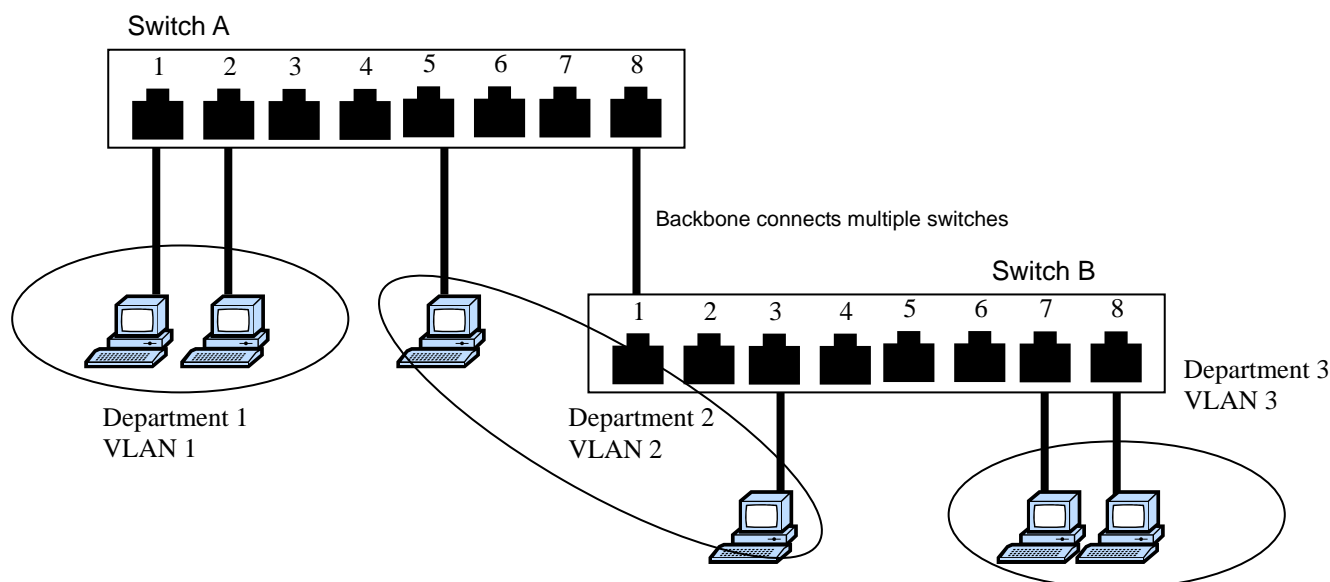 Switch A
1 2 3 4 5 6 7 8
Backbone connects multiple switches
Switch B
1 2 3 4 5 6 7 8
Department 1
VLAN 1
Department 2
VLAN 2
Department 3
VLAN 3